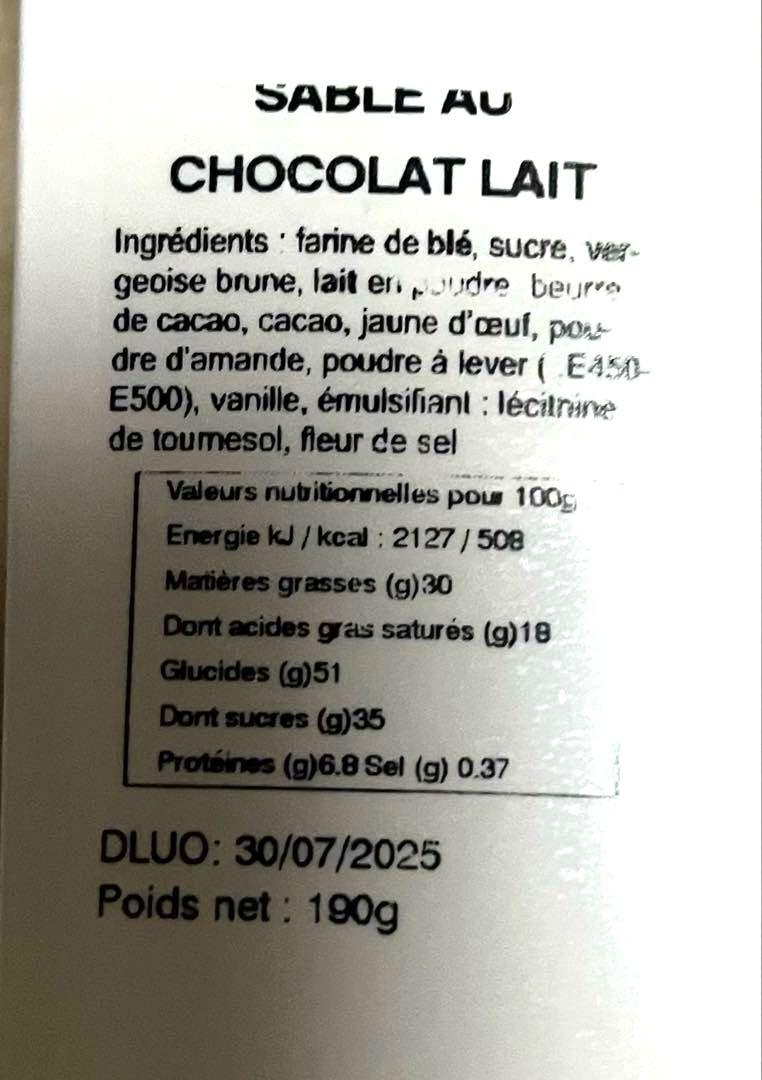 SABLE AU
CHOCOLAT LAIT
Ingrédients : farine de blé, sucre, ver-
geoise brune, lait en poudre beurre
de cacao, cacao, jaune d'œuf, pou-
dre d'amande, poudre à lever ( E450-
E500), vanille, émulsifiant : lécithine
de tournesol, fleur de sel
Valeurs nutritionnelles pour 100g
Energie kJ / kcal : 2127 / 508
Matières grasses (g)30
Dont acides gras saturés (g)18
Glucides (g)51
Dont sucres (g)35
Protéines (g)6.8 Sel (g) 0.37
DLUO: 30/07/2025
Poids net : 190g